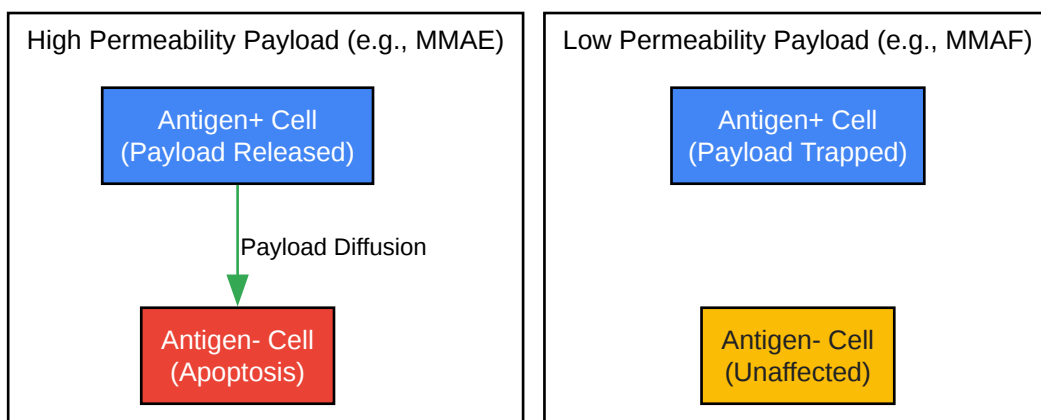 High Permeability Payload (e.g., MMAE)
Antigen+ Cell
(Payload Released)
Payload Diffusion
Antigen- Cell
(Apoptosis)
Low Permeability Payload (e.g., MMAF)
Antigen+ Cell
(Payload Trapped)
Antigen- Cell
(Unaffected)